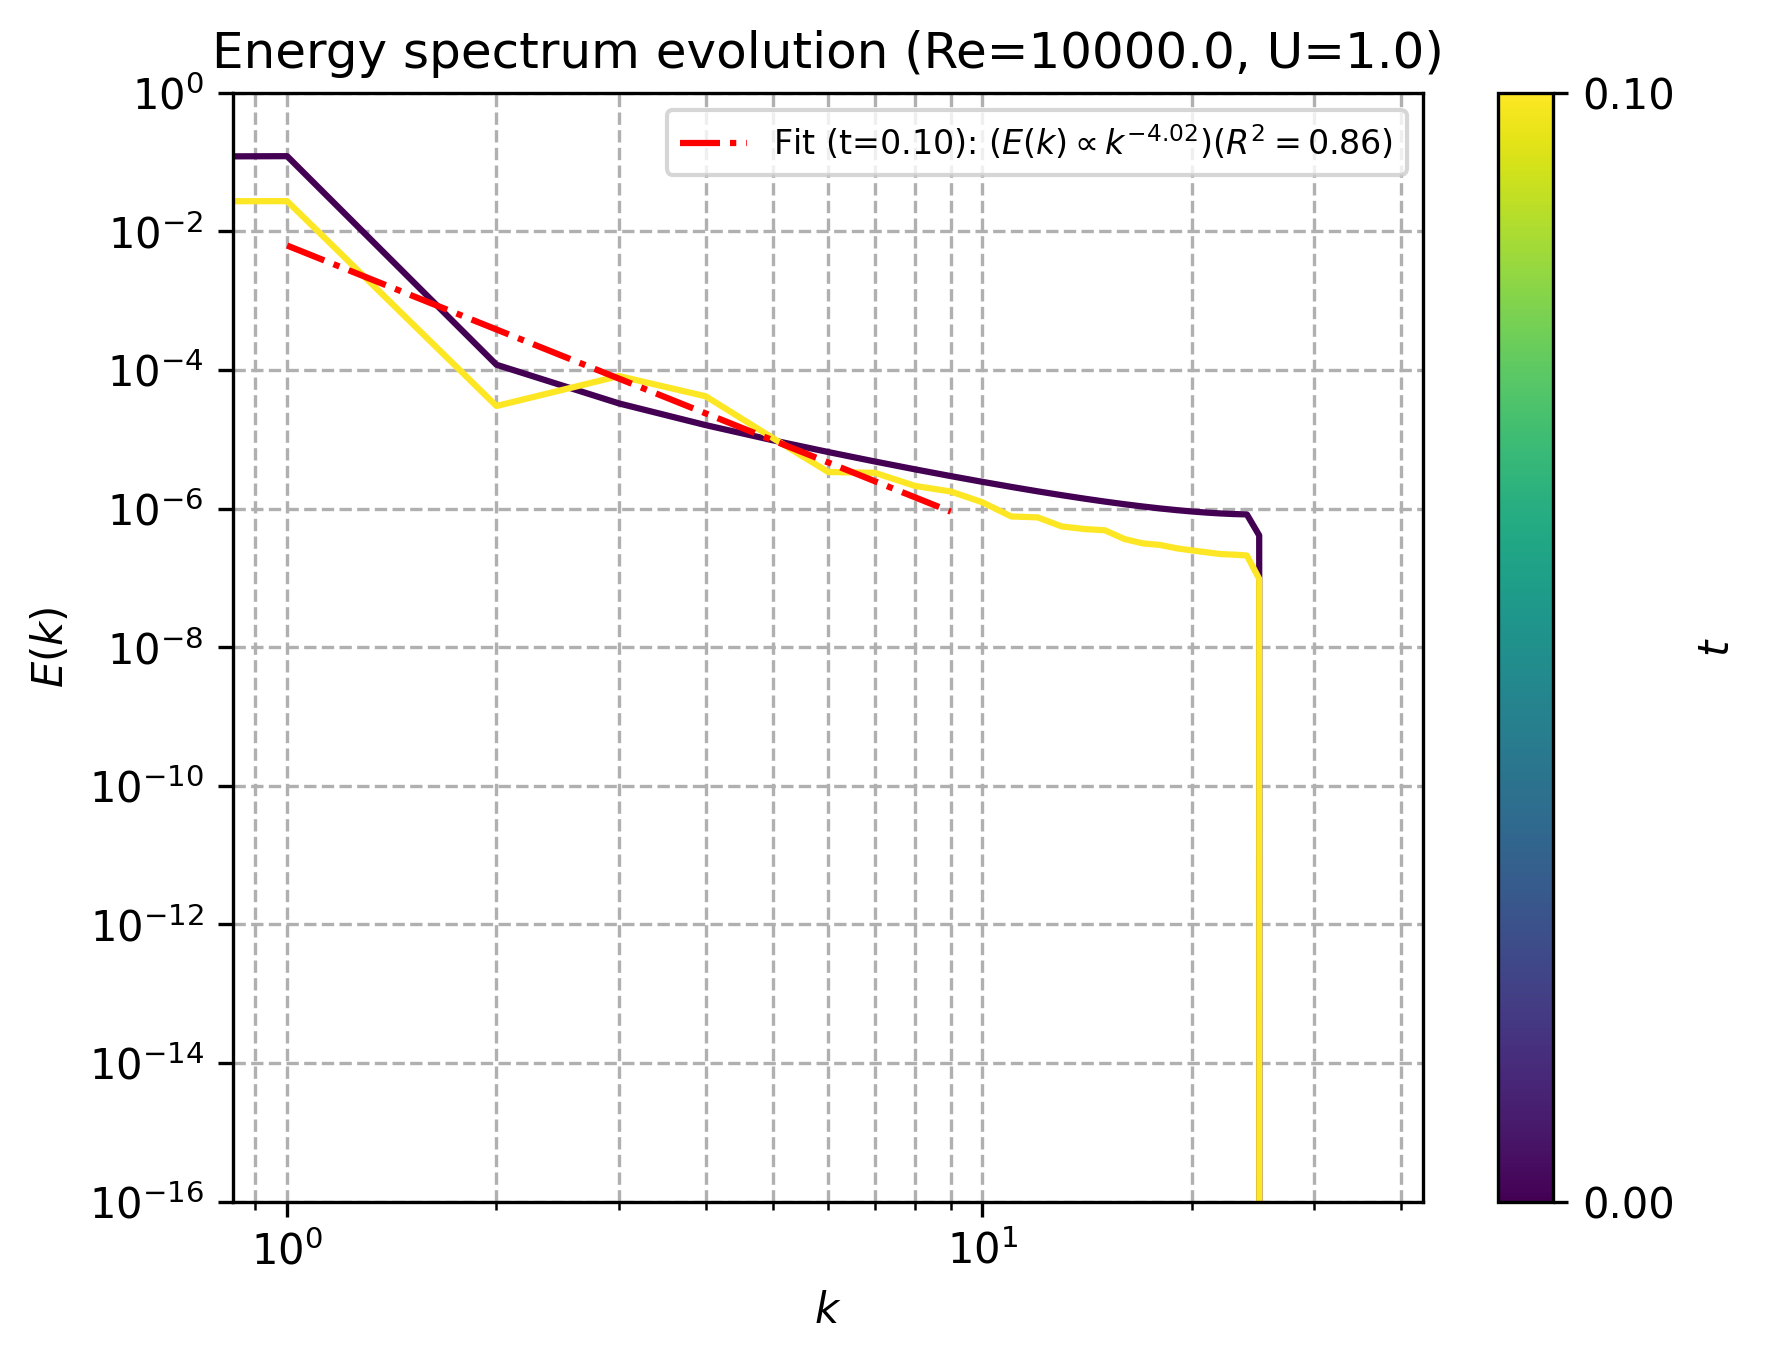 Energy spectrum evolution (Re=10000.0, U=1.0)
Fit (t=0.10): (E(k) ∝ k^{-4.02})(R^2 = 0.86)
10^0
10^{-2}
10^{-4}
10^{-6}
10^{-8}
10^{-10}
10^{-12}
10^{-14}
10^{-16}
E(k)
10^0
10^1
k
0.10
0.00
t